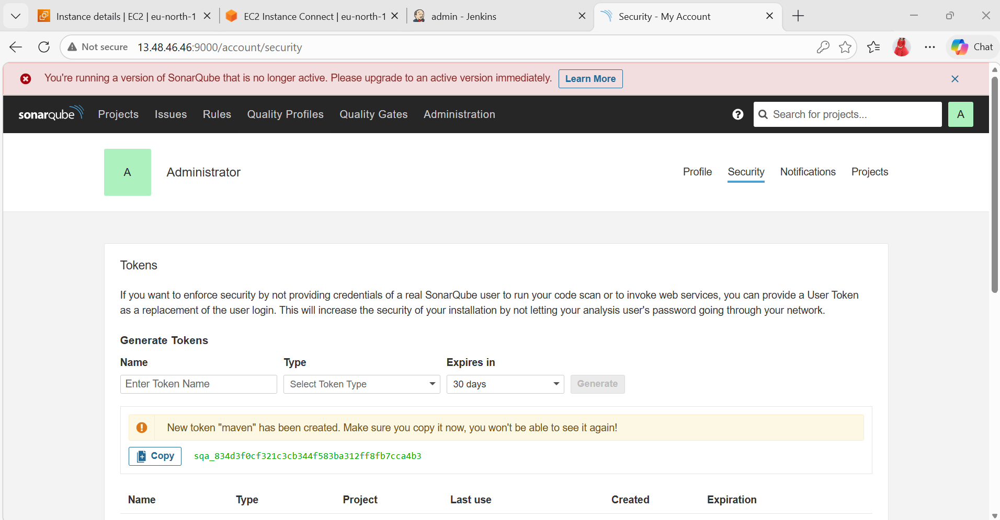 Instance details | EC2 | eu-north-1
EC2 Instance Connect | eu-north-1
admin - Jenkins
Security - My Account
Not secure 13.48.46.46:9000/account/security
Chat
You're running a version of SonarQube that is no longer active. Please upgrade to an active version immediately. Learn More
sonarqube Projects Issues Rules Quality Profiles Quality Gates Administration ? Search for projects... A
A Administrator Profile Security Notifications Projects
Tokens
If you want to enforce security by not providing credentials of a real SonarQube user to run your code scan or to invoke web services, you can provide a User Token
as a replacement of the user login. This will increase the security of your installation by not letting your analysis user's password going through your network.
Generate Tokens
Name Type Expires in
Enter Token Name Select Token Type 30 days Generate
New token "maven" has been created. Make sure you copy it now, you won't be able to see it again!
Copy sqa_834d3f0cf321c3cb344f583ba312ff8fb7cca4b3
Name Type Project Last use Created Expiration